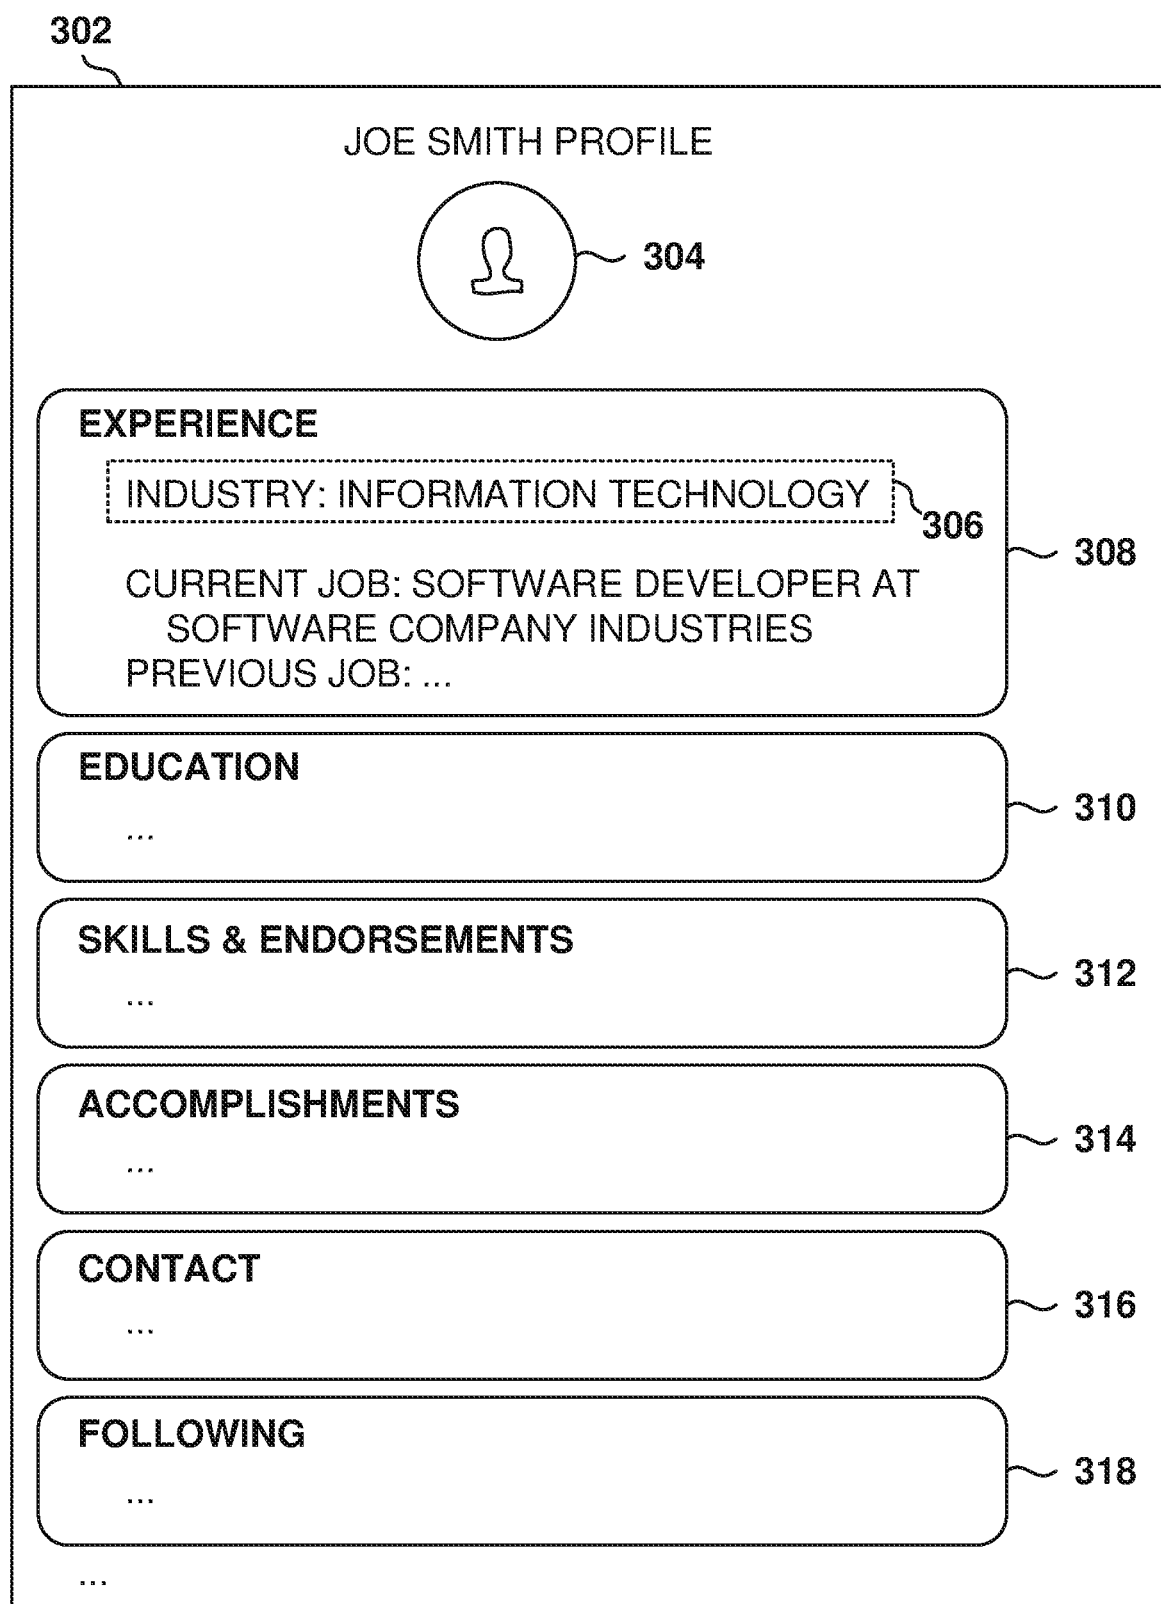 302
JOE SMITH PROFILE
304
EXPERIENCE
INDUSTRY: INFORMATION TECHNOLOGY
306
308
CURRENT JOB: SOFTWARE DEVELOPER AT
SOFTWARE COMPANY INDUSTRIES
PREVIOUS JOB: ...
EDUCATION
310
...
SKILLS & ENDORSEMENTS
312
...
ACCOMPLISHMENTS
314
...
CONTACT
316
...
FOLLOWING
318
...
...